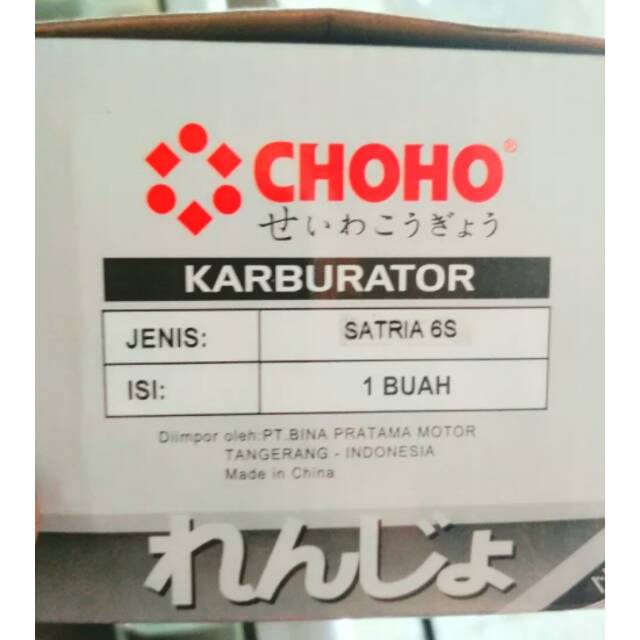 CHOHO®
せいわこうぎょう
KARBURATOR
JENIS: SATRIA 6S
ISI: 1 BUAH
Diimpor oleh:PT.BINA PRATAMA MOTOR
TANGERANG - INDONESIA
Made in China
れんじょ